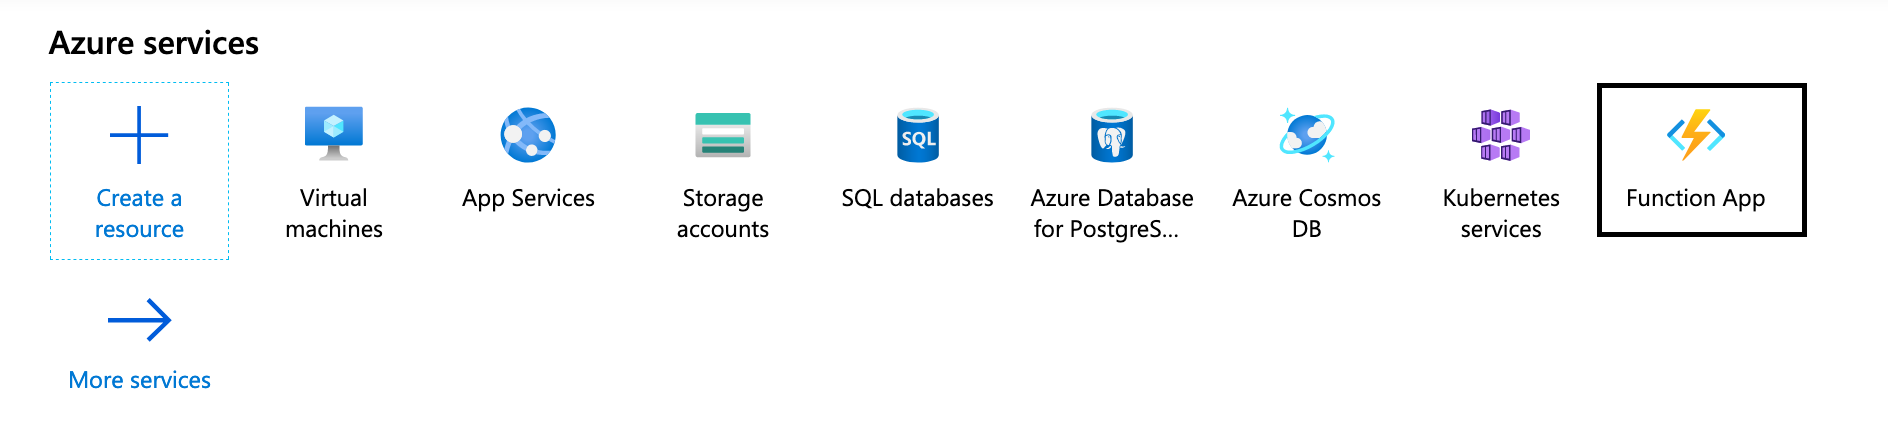 Azure services
Create a
resource
Virtual
machines
App Services
Storage
accounts
SQL
SQL databases
Azure Database
for PostgreS...
Azure Cosmos
DB
Kubernetes
services
Function App
More services